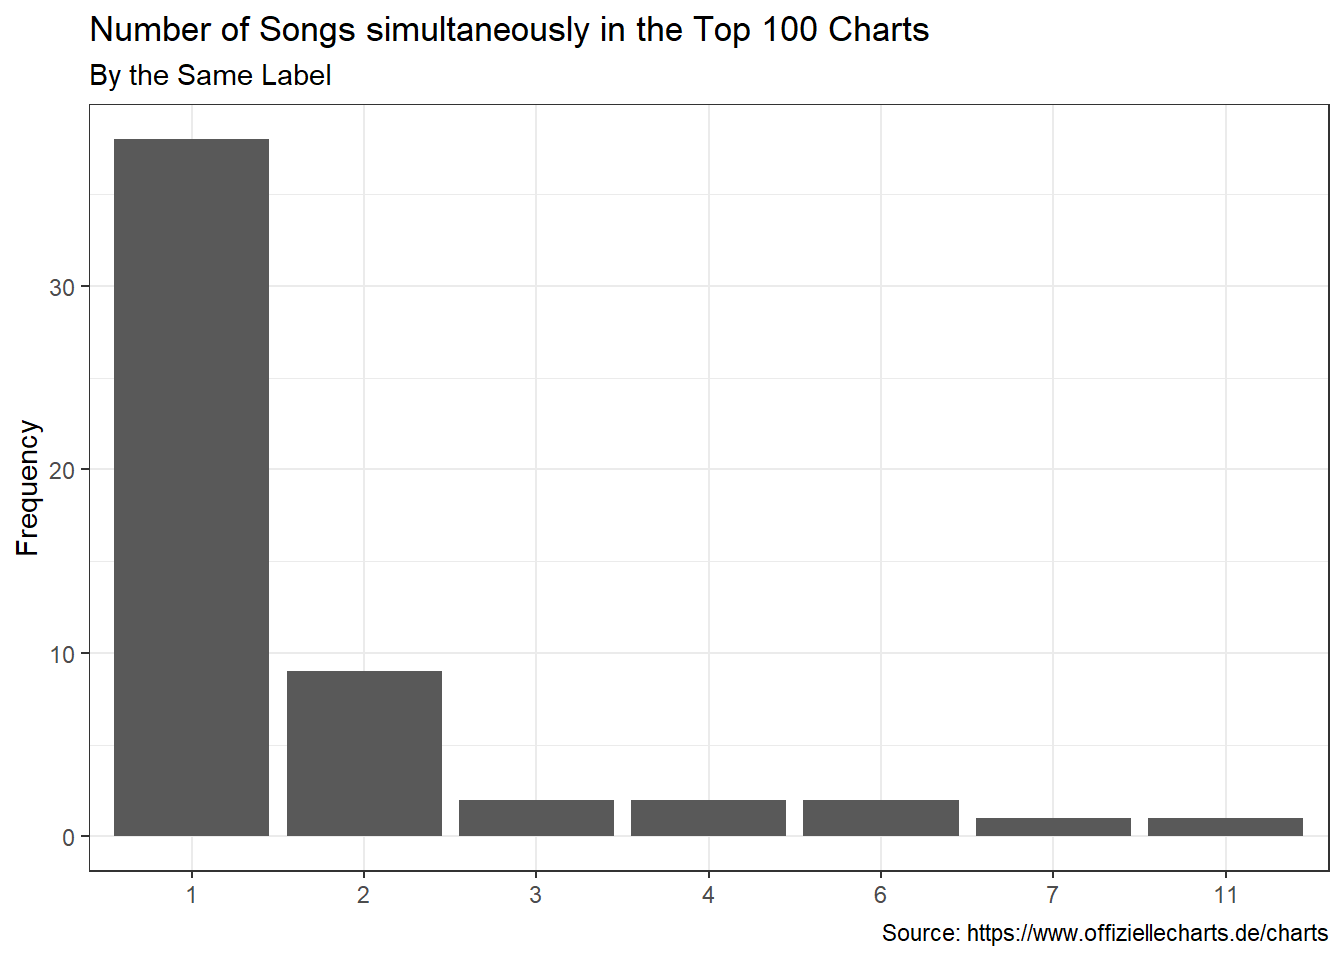 Number of Songs simultaneously in the Top 100 Charts
By the Same Label
Frequency
30
20
10
0
1 2 3 4 6 7 11
Source: https://www.offiziellecharts.de/charts